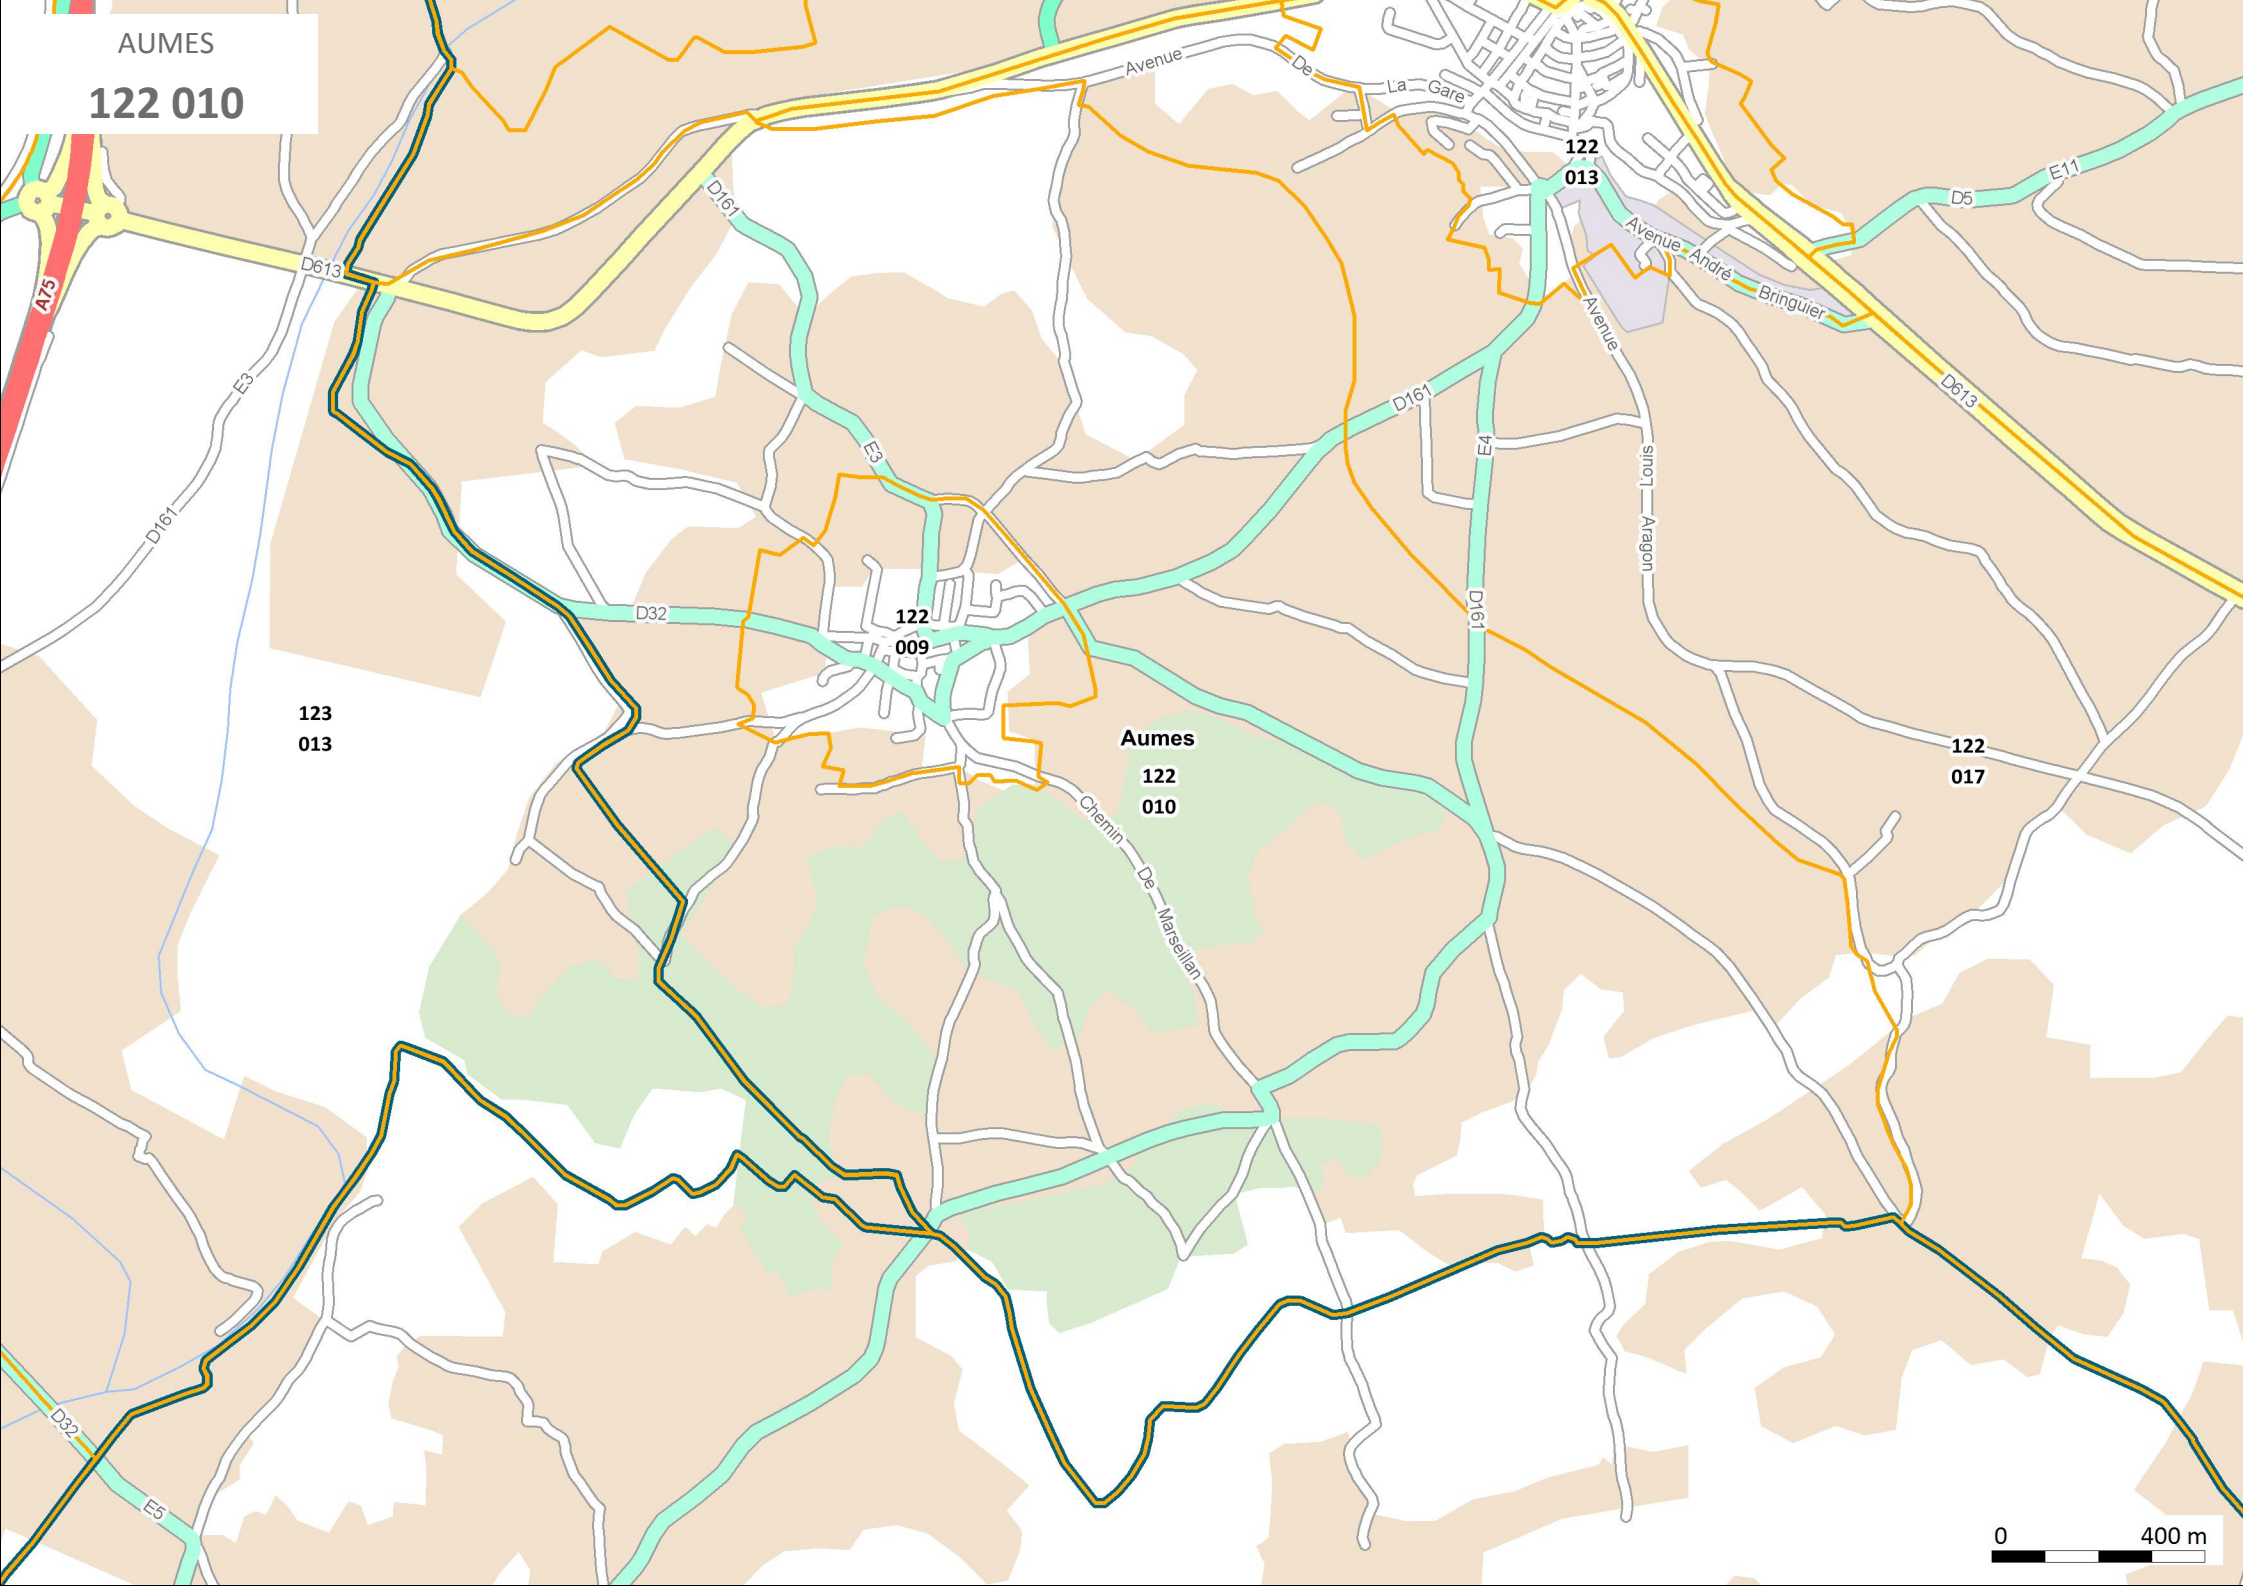 AUMES
122 010
Avenue
De
La
Gare
122
013
D161
D5
E11
Avenue
André
Bringuier
D613
A75
Avenue
E3
D161
D613
E3
E4
Louis
D161
Aragon
D32
D161
122
009
123
013
Aumes
122
010
122
017
Chemin
De
Marseillan
D32
E5
0
400 m